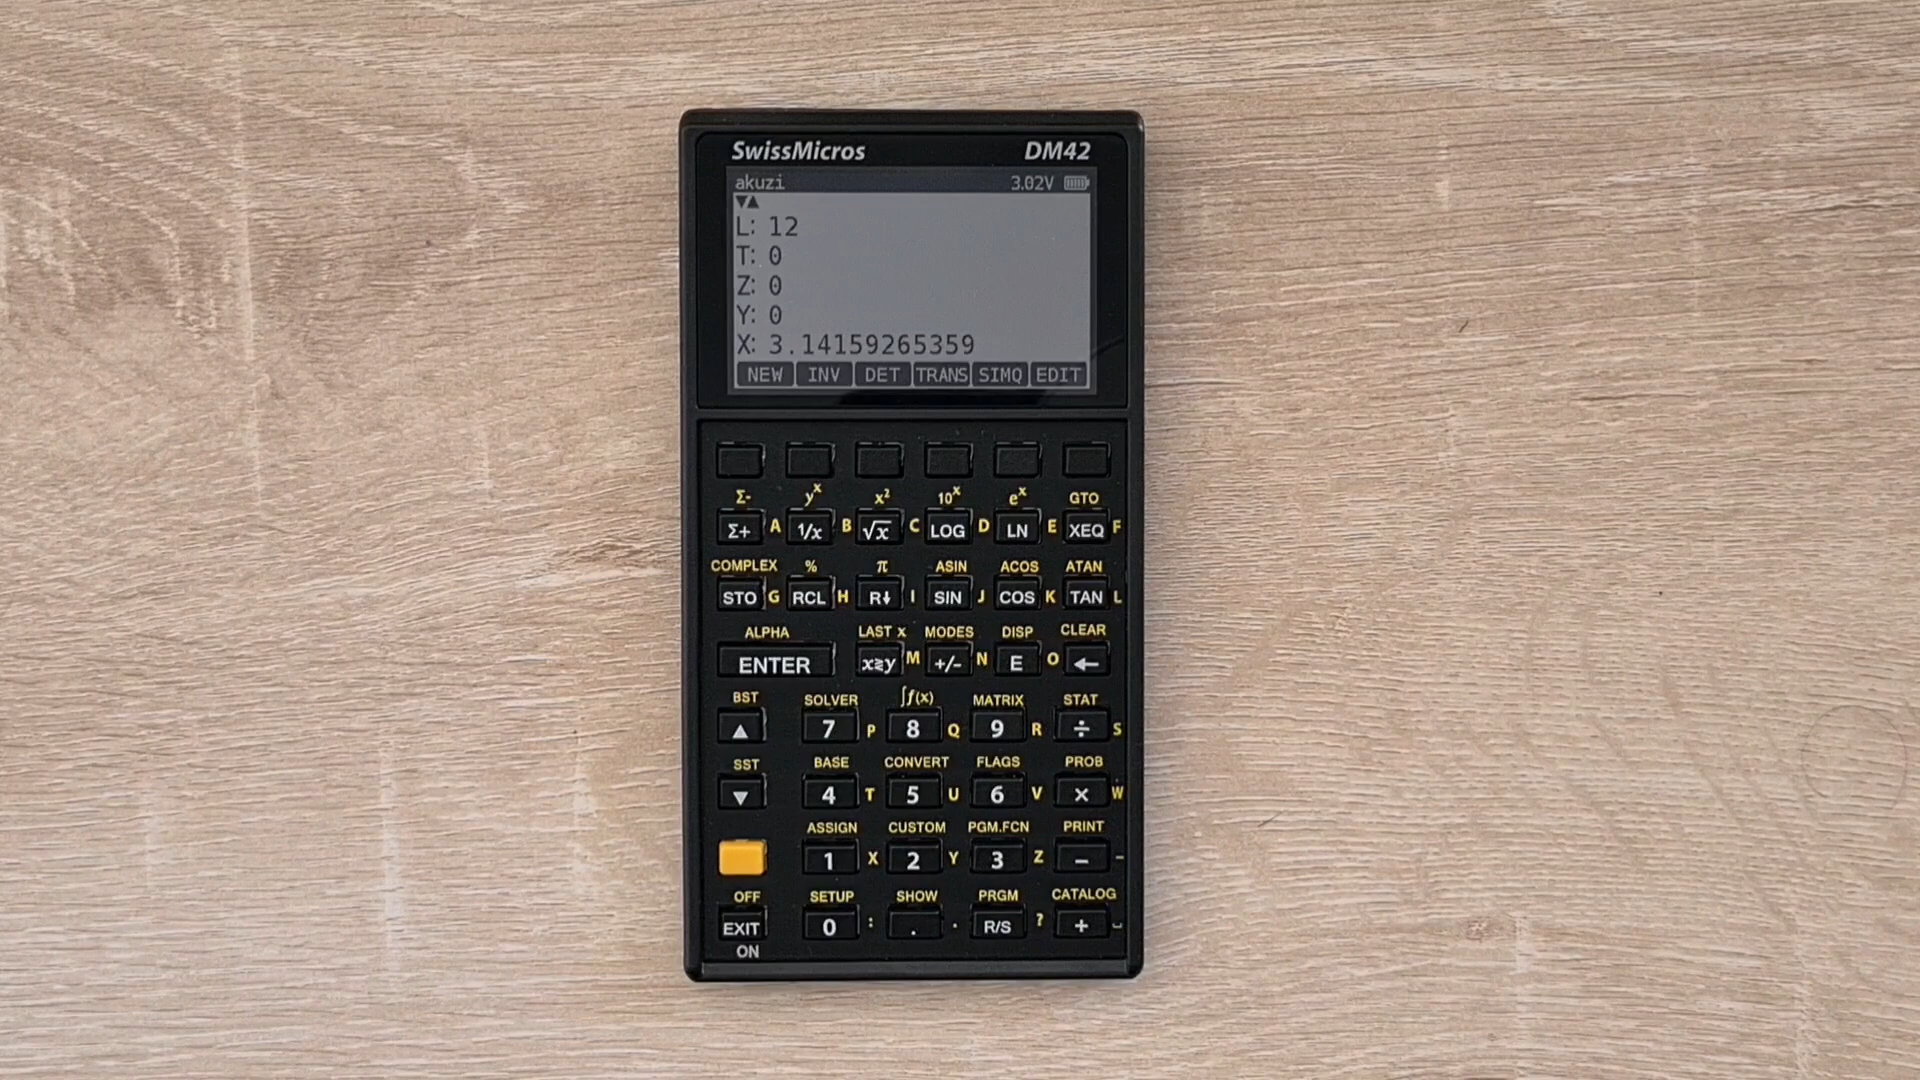 SwissMicros DM42
akuzi 3.02V
▼▲
L: 12
T: 0
Z: 0
Y: 0
X: 3.14159265359
NEW INV DET TRANS SIMQ EDIT
Σ- yˣ x² 10ˣ eˣ GTO
Σ+ A 1/x B √x C LOG D LN E XEQ F
COMPLEX % π ASIN ACOS ATAN
STO G RCL H R↓ I SIN J COS K TAN L
ALPHA LAST x MODES DISP CLEAR
ENTER x≷y M +/- N E O ←
BST SOLVER ∫f(x) MATRIX STAT
▲ 7 P 8 Q 9 R ÷ S
SST BASE CONVERT FLAGS PROB
▼ 4 T 5 U 6 V × W
ASSIGN CUSTOM PGM.FCN PRINT
1 X 2 Y 3 Z − -
OFF SETUP SHOW PRGM CATALOG
EXIT 0 : . . R/S ? + ⎵
ON